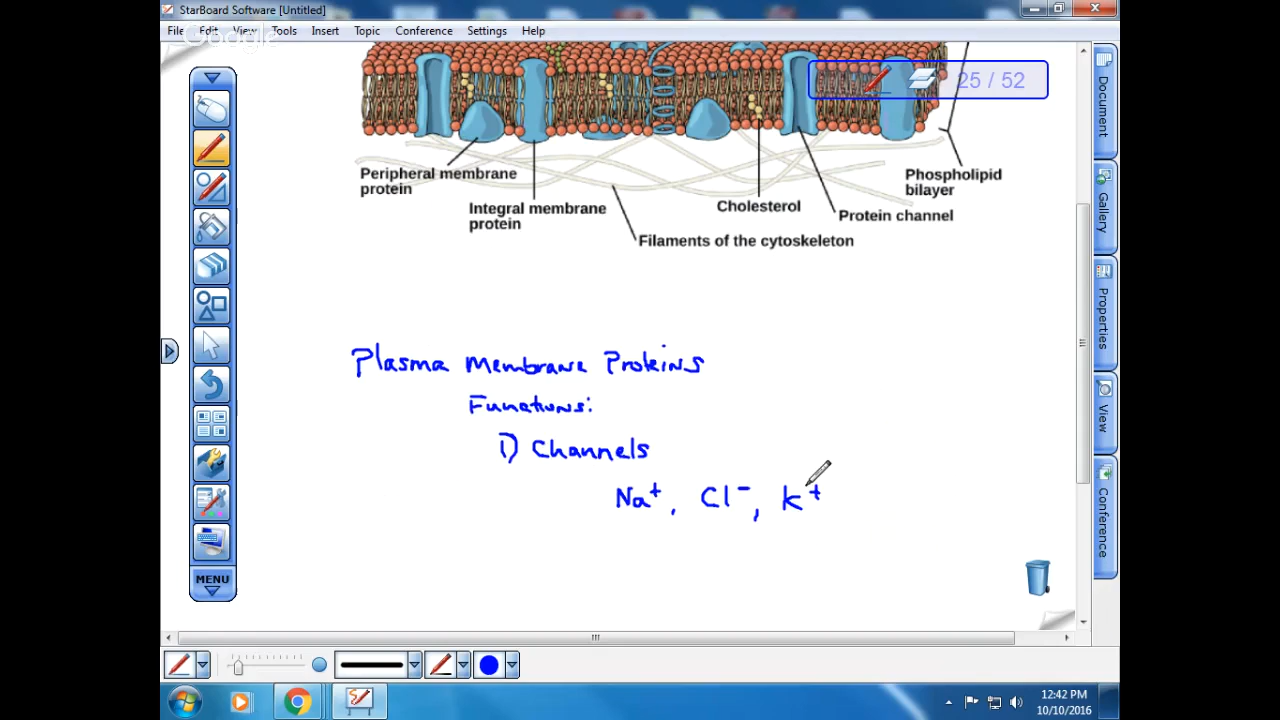 StarBoard Software [Untitled]
File Edit View Tools Insert Topic Conference Settings Help
Google
25 / 52
Peripheral membrane
protein
Integral membrane
protein
Filaments of the cytoskeleton
Cholesterol
Protein channel
Phospholipid
bilayer
Plasma Membrane Proteins
Functions:
1) Channels
Na⁺, Cl⁻, K⁺
MENU
Document
Gallery
Properties
View
Conference
12:42 PM
10/10/2016